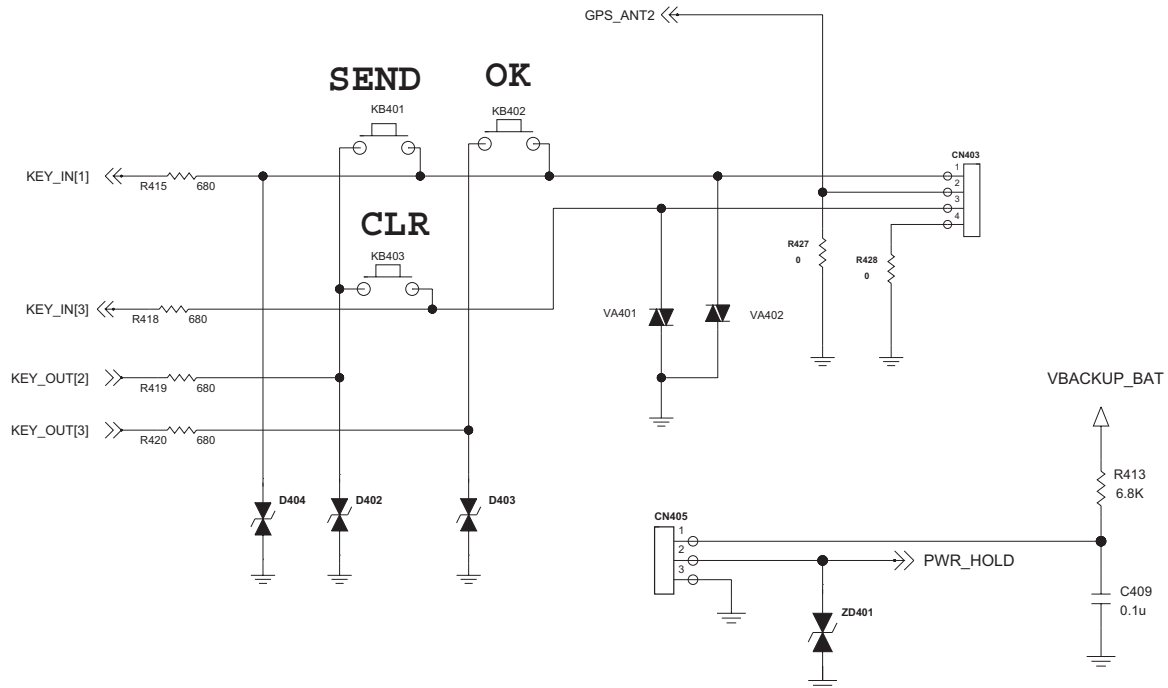 GPS_ANT2
SEND
OK
KB401
KB402
CN403
KEY_IN[1]
R415
680
1
2
3
4
CLR
KB403
R427
0
R428
0
KEY_IN[3]
R418
680
VA401
VA402
KEY_OUT[2]
R419
680
VBACKUP_BAT
KEY_OUT[3]
R420
680
R413
6.8K
D404
D402
D403
CN405
1
2
3
PWR_HOLD
C409
0.1u
ZD401